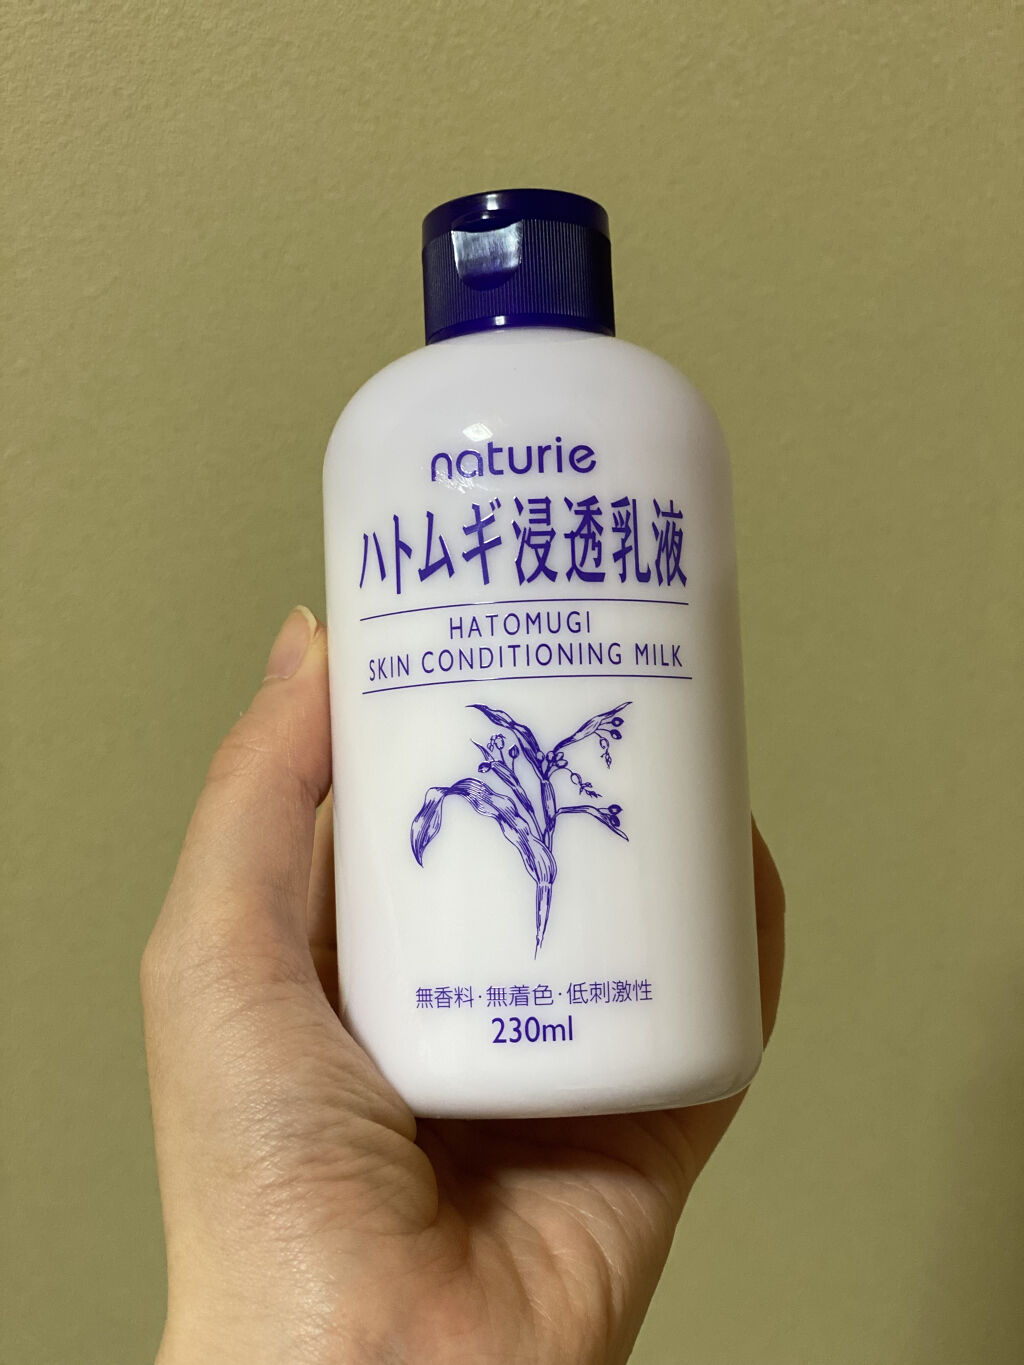 naturie
ハトムギ浸透乳液
HATOMUGI
SKIN CONDITIONING MILK
無香料・無着色・低刺激性
230ml